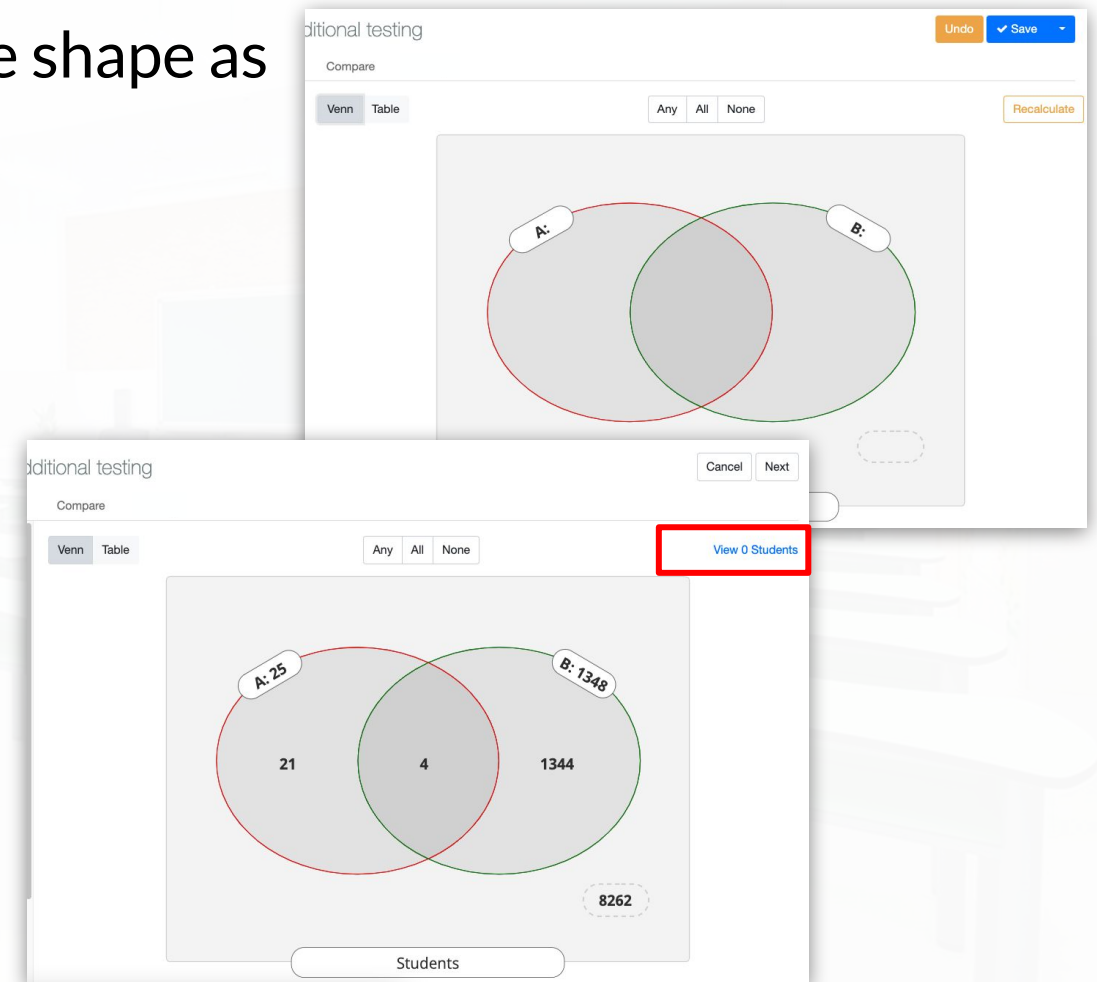 e shape as
ditional testing
Undo Save
Compare
Venn Table Any All None Recalculate
A: B:
dditional testing
Cancel Next
Compare
Venn Table Any All None View 0 Students
A: 25 B: 1348
21 4 1344
8262
Students